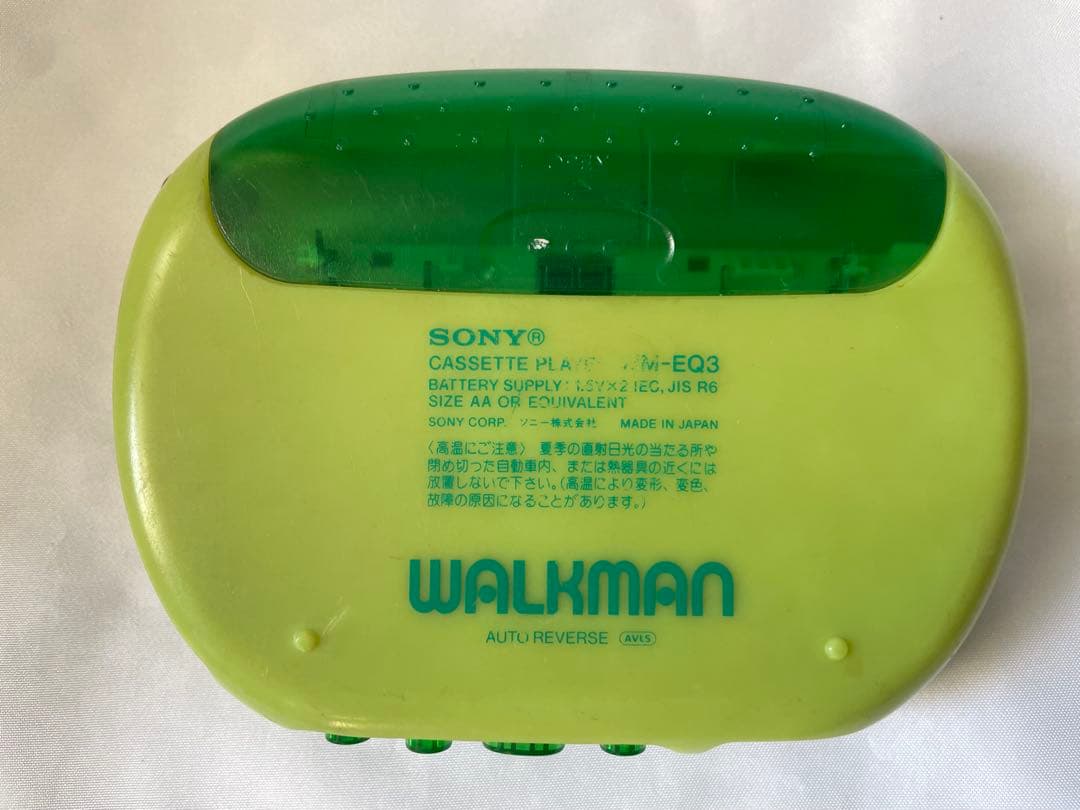 SONY®
CASSETTE PLAYE M-EQ3
BATTERY SUPPLY: 1.5V×2 IEC, JIS R6
SIZE AA OR EQUIVALENT
SONY CORP. ソニー株式会社 MADE IN JAPAN
〈高温にご注意〉 夏季の直射日光の当たる所や
閉め切った自動車内、または熱器具の近くには
放置しないで下さい。(高温により変形、変色、
故障の原因になることがあります。)
WALKMAN
AUTO REVERSE AVLS